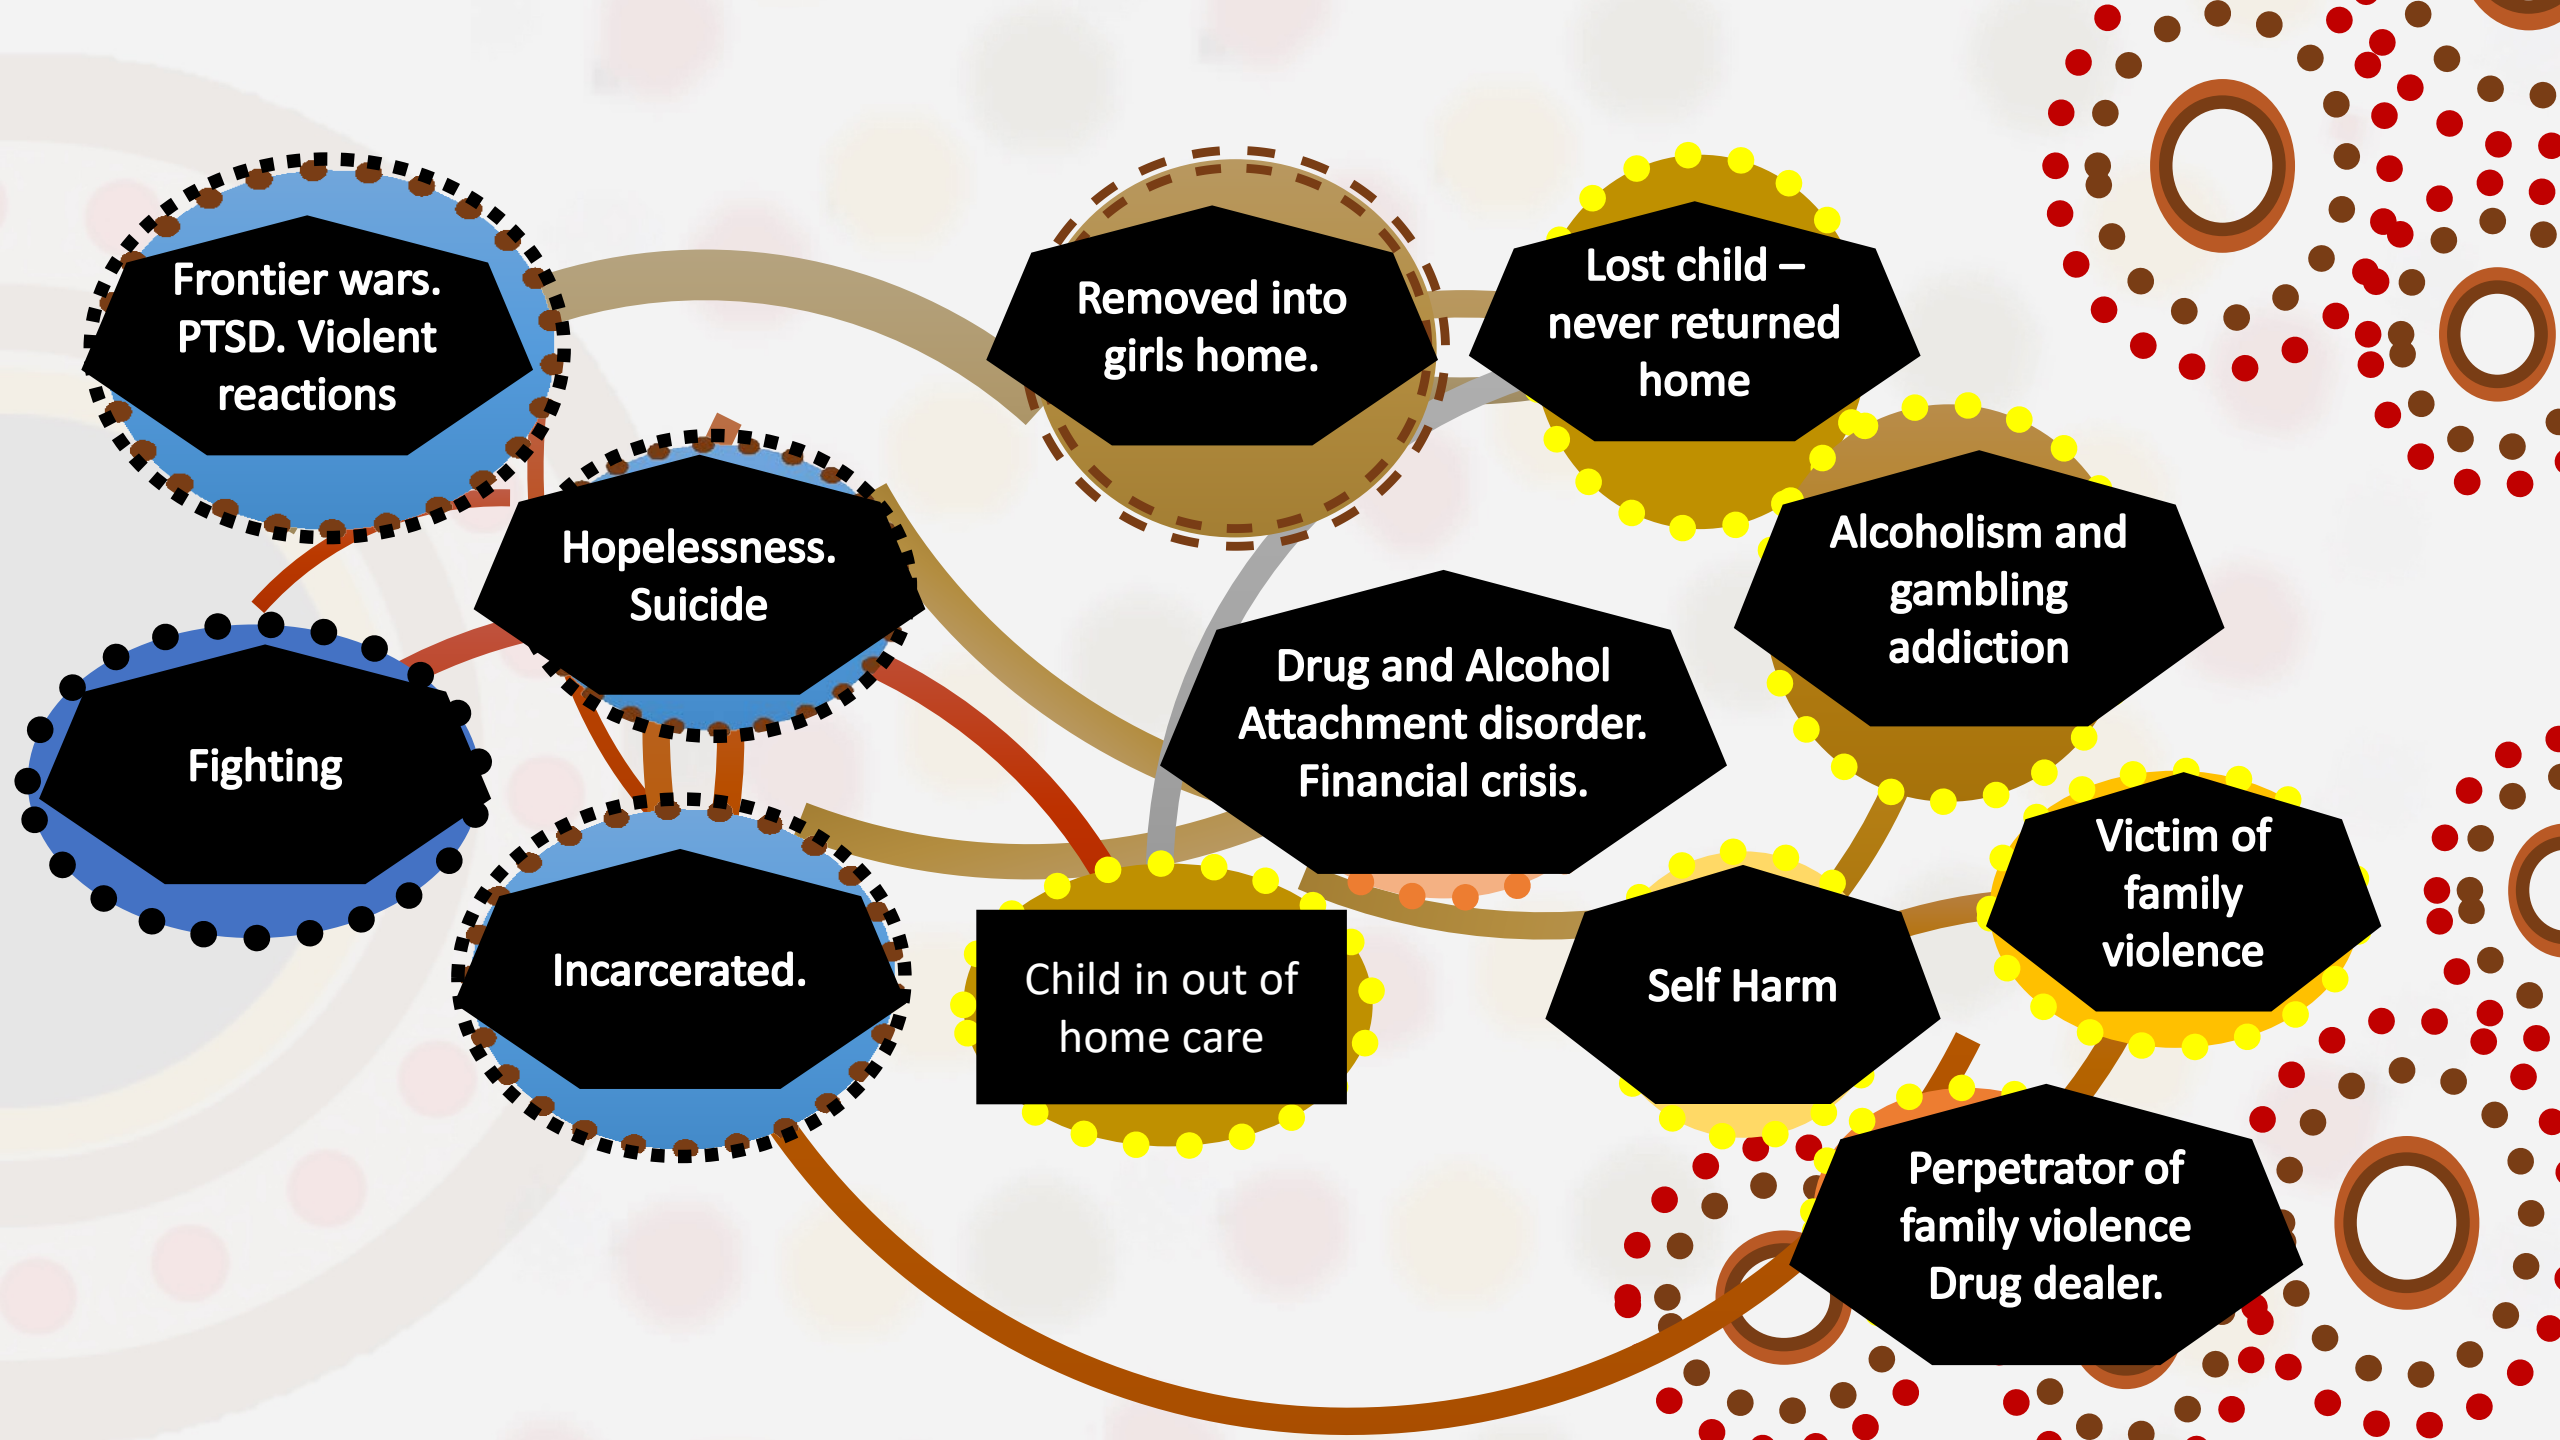 Frontier wars.
PTSD. Violent
reactions
Removed into
girls home.
Lost child –
never returned
home
Hopelessness.
Suicide
Alcoholism and
gambling
addiction
Drug and Alcohol
Attachment disorder.
Financial crisis.
Fighting
Victim of
family
violence
Incarcerated.
Child in out of
home care
Self Harm
Perpetrator of
family violence
Drug dealer.